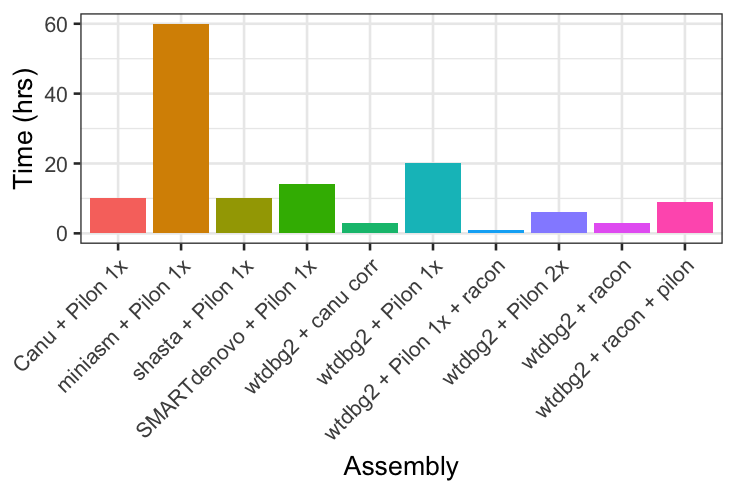 Time (hrs)
60
40
20
0
Canu + Pilon 1x
miniasm + Pilon 1x
shasta + Pilon 1x
SMARTdenovo + Pilon 1x
wtdbg2 + canu corr
wtdbg2 + Pilon 1x
wtdbg2 + Pilon 1x + racon
wtdbg2 + Pilon 2x
wtdbg2 + racon
wtdbg2 + racon + pilon
Assembly